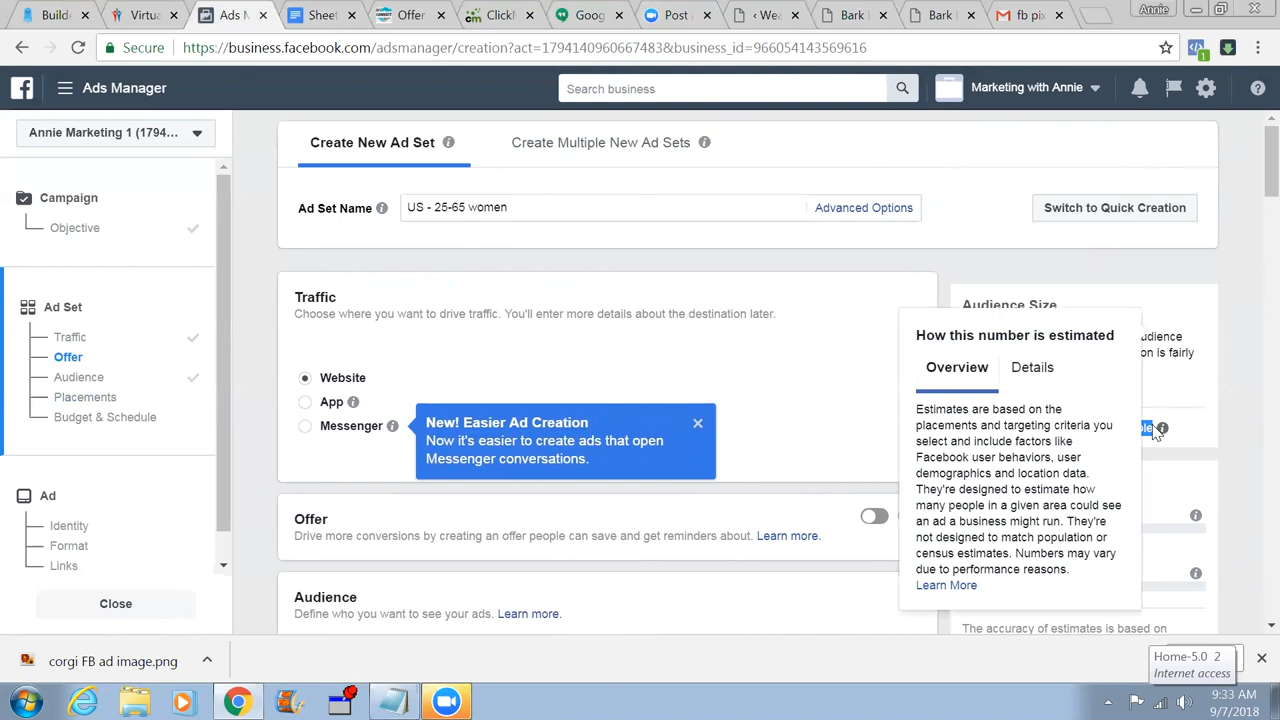 Build
Virtua
Ads M
Sheet
Offer
ClickM
Goog
Post A
‹ Wea
Bark
Bark
fb pix
Annie
Secure
https://business.facebook.com/adsmanager/creation?act=1794140960667483&business_id=966054143569616
1
Ads Manager
Search business
Marketing with Annie
Annie Marketing 1 (1794...
Campaign
Objective
Ad Set
Traffic
Offer
Audience
Placements
Budget & Schedule
Ad
Identity
Format
Links
Close
Create New Ad Set
Create Multiple New Ad Sets
Ad Set Name
US - 25-65 women
Advanced Options
Switch to Quick Creation
Traffic
Choose where you want to drive traffic. You'll enter more details about the destination later.
Website
App
Messenger
New! Easier Ad Creation
Now it's easier to create ads that open
Messenger conversations.
Offer
Drive more conversions by creating an offer people can save and get reminders about. Learn more.
Audience
Define who you want to see your ads. Learn more.
Audience Size
udience
on is fairly
How this number is estimated
Overview
Details
Estimates are based on the
placements and targeting criteria you
select and include factors like
Facebook user behaviors, user
demographics and location data.
They're designed to estimate how
many people in a given area could see
an ad a business might run. They're
not designed to match population or
census estimates. Numbers may vary
due to performance reasons.
Learn More
The accuracy of estimates is based on
corgi FB ad image.png
Home-5.0 2
Internet access
9:33 AM
9/7/2018